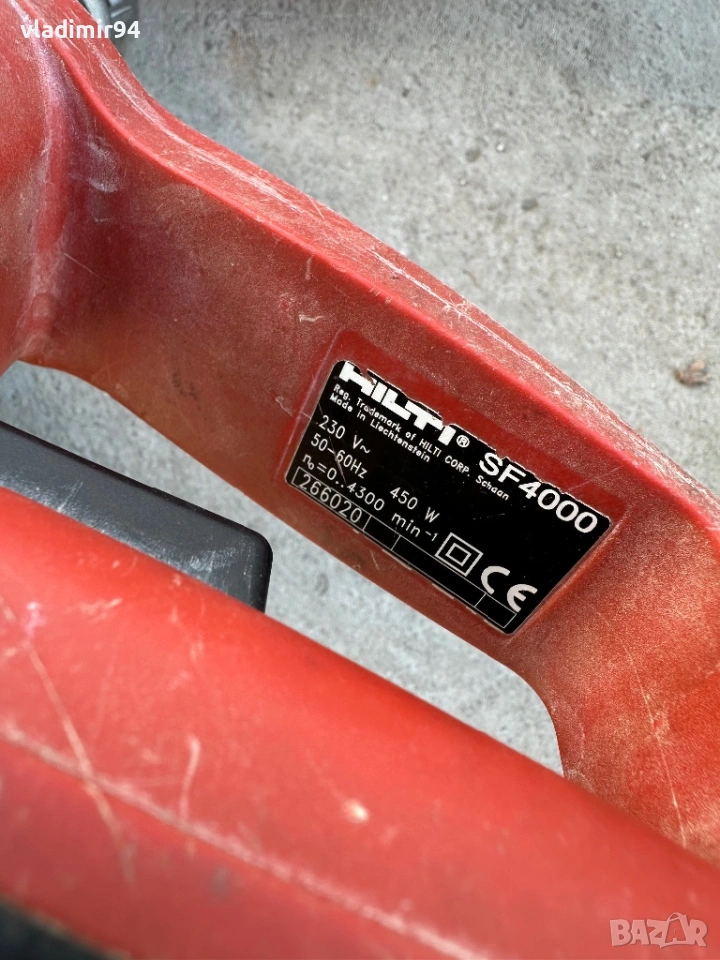 vladimir94
HILTI® SF4000
Reg. Trademark of HILTI CORP. Schaan
Made in Liechtenstein
230 V~
50-60Hz 450 W
n₀=0..4300 min-1
266020
CE
BAZAR